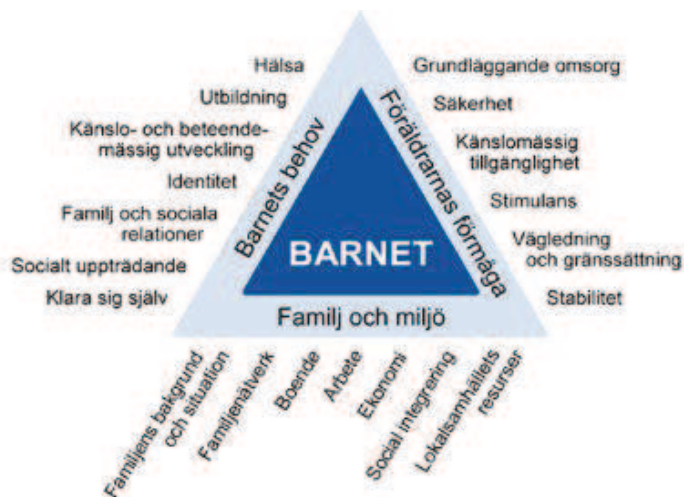 Hälsa
Utbildning
Känslo- och beteende-
mässig utveckling
Identitet
Familj och sociala
relationer
Socialt uppträdande
Klara sig själv
Barnets behov
BARNET
Föräldrarnas förmåga
Grundläggande omsorg
Säkerhet
Känslomässig
tillgänglighet
Stimulans
Vägledning
och gränssättning
Stabilitet
Familj och miljö
Familjens bakgrund
och situation
Familjenätverk
Boende
Arbete
Ekonomi
Social integrering
Lokalsamhällets
resurser